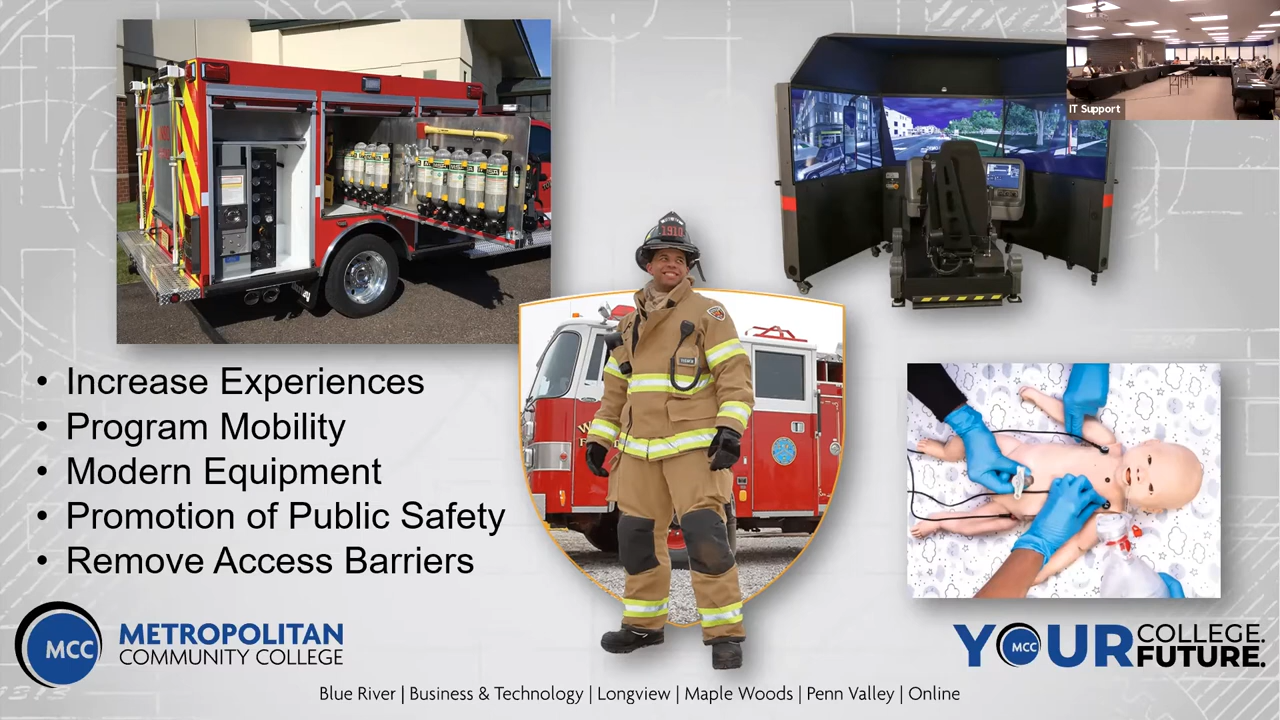 IT Support
1910
• Increase Experiences
• Program Mobility
• Modern Equipment
• Promotion of Public Safety
• Remove Access Barriers
MCC METROPOLITAN
COMMUNITY COLLEGE
YOUR COLLEGE.
MCC FUTURE.
Blue River | Business & Technology | Longview | Maple Woods | Penn Valley | Online